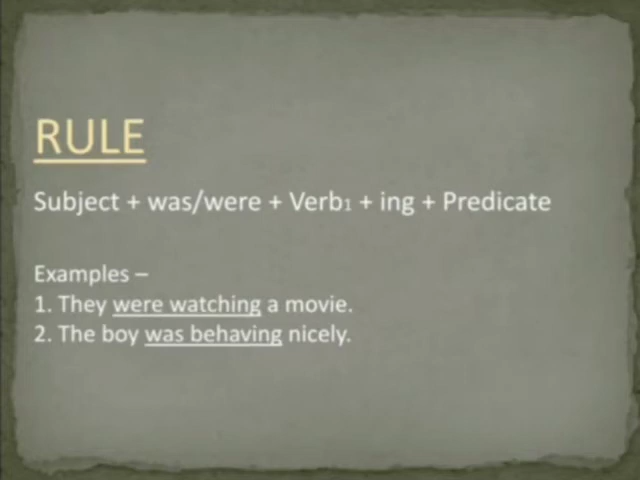 RULE
Subject + was/were + Verb1 + ing + Predicate
Examples –
1. They were watching a movie.
2. The boy was behaving nicely.